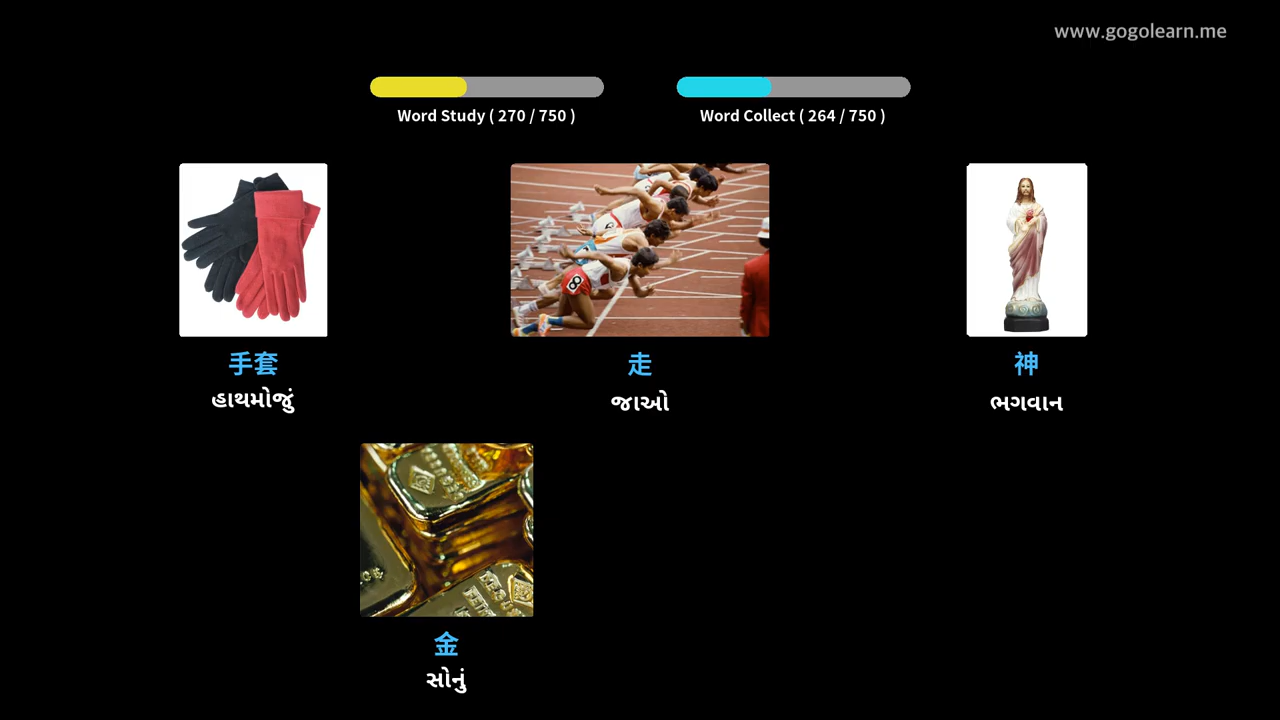 www.gogolearn.me
Word Study ( 270 / 750 )
Word Collect ( 264 / 750 )
手套
હાથમોજું
走
જાઓ
神
ભગવાન
金
સોનું